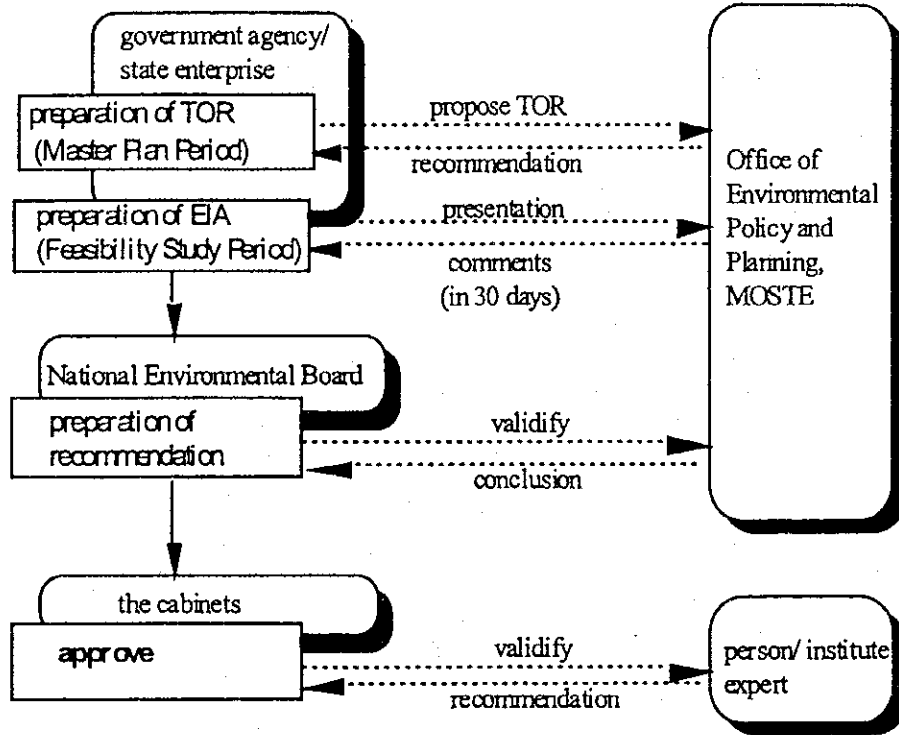 government agency/
state enterprise
preparation of TOR
(Master Plan Period)
propose TOR
recommendation
preparation of EIA
(Feasibility Study Period)
presentation
comments
(in 30 days)
Office of
Environmental
Policy and
Planning,
MOSTE
National Environmental Board
preparation of
recommendation
validify
conclusion
the cabinets
approve
validify
recommendation
person/ institute
expert